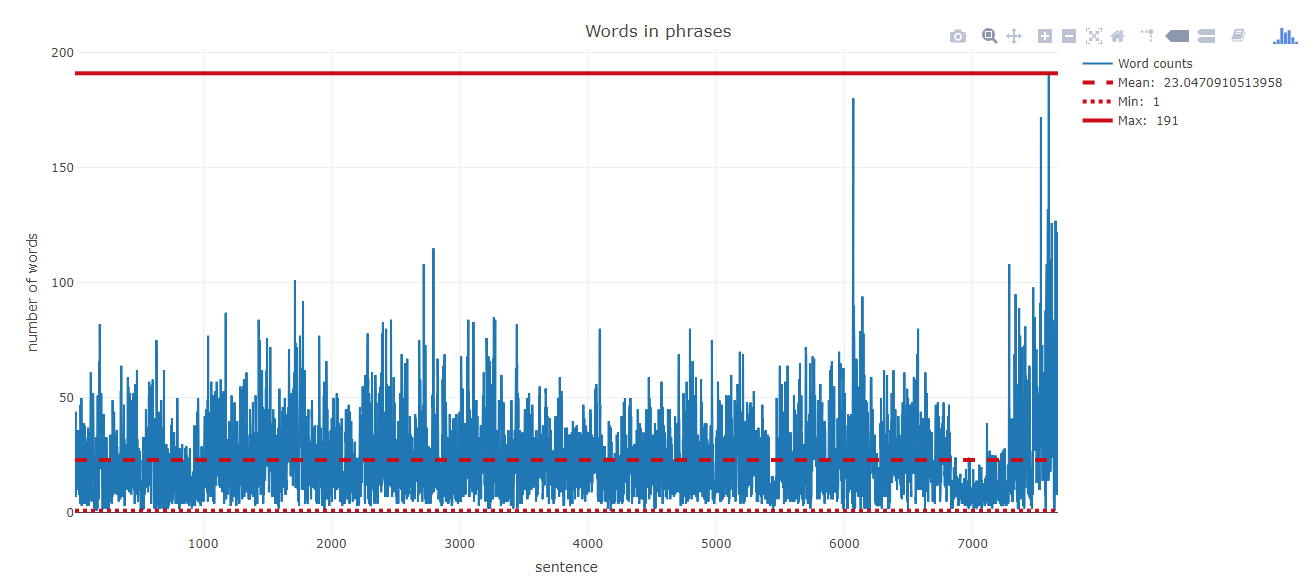 Words in phrases
200
150
100
50
0
number of words
1000 2000 3000 4000 5000 6000 7000
sentence
Word counts
Mean: 23.0470910513958
Min: 1
Max: 191